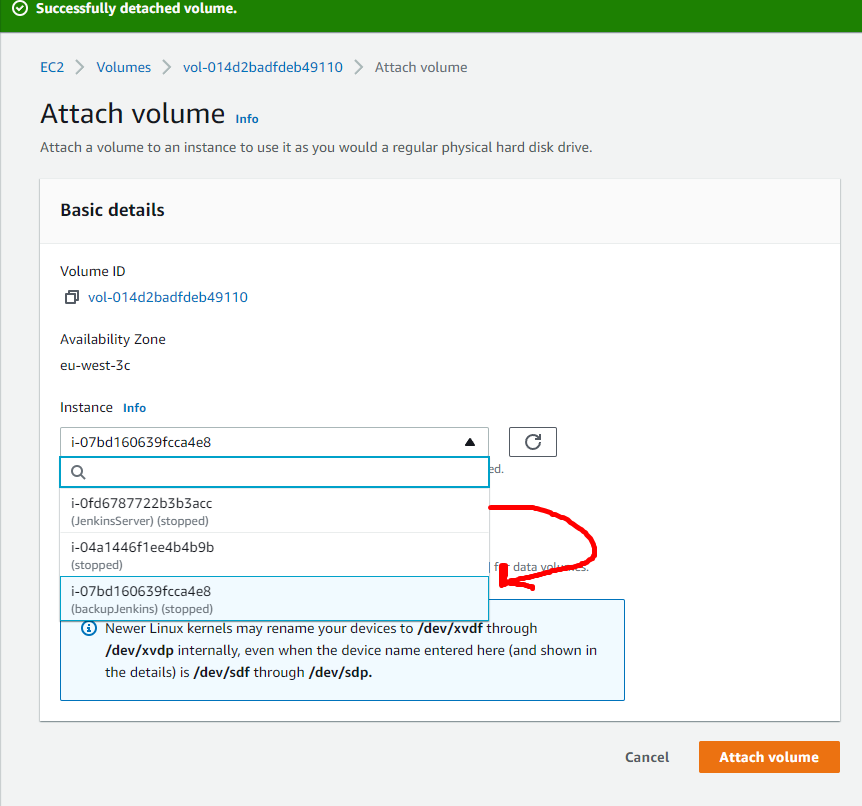 Successfully detached volume.
EC2 > Volumes > vol-014d2badfdeb49110 > Attach volume
Attach volume Info
Attach a volume to an instance to use it as you would a regular physical hard disk drive.
Basic details
Volume ID
vol-014d2badfdeb49110
Availability Zone
eu-west-3c
Instance Info
i-07bd160639fcca4e8
i-0fd6787722b3b3acc
(JenkinsServer) (stopped)
i-04a1446f1ee4b4b9b
(stopped)
for data volumes.
i-07bd160639fcca4e8
(backupJenkins) (stopped)
Newer Linux kernels may rename your devices to /dev/xvdf through
/dev/xvdp internally, even when the device name entered here (and shown in
the details) is /dev/sdf through /dev/sdp.
Cancel Attach volume